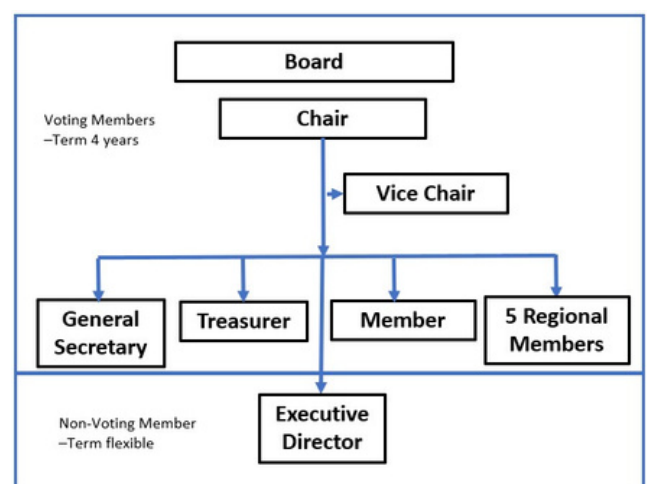 Board
Chair
Voting Members
–Term 4 years
Vice Chair
General
Secretary
Treasurer
Member
5 Regional
Members
Non-Voting Member
–Term flexible
Executive
Director